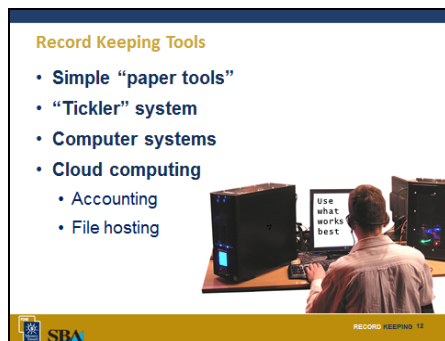 Record Keeping Tools
• Simple “paper tools”
• “Tickler” system
• Computer systems
• Cloud computing
• Accounting
• File hosting
Use
what
works
best
SBA
RECORD KEEPING 12